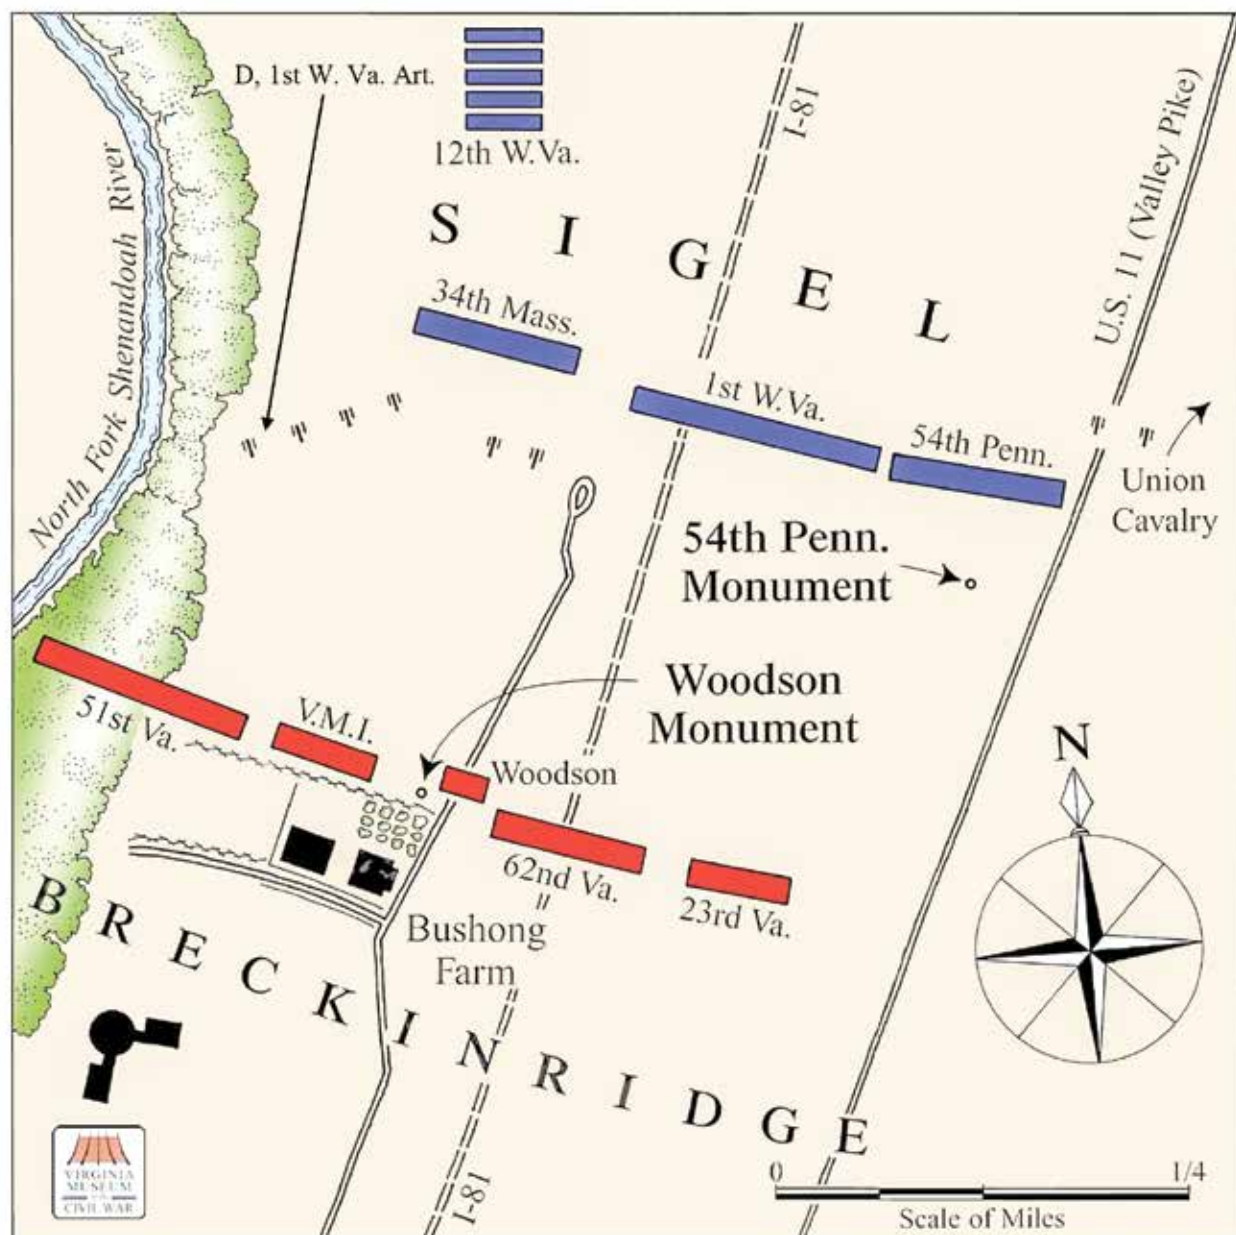 D, 1st W. Va. Art.
12th W.Va.
I-81
U.S. 11 (Valley Pike)
North Fork Shenandoah River
SIGEL
34th Mass.
1st W.Va.
54th Penn.
Union
Cavalry
54th Penn.
Monument
Woodson
Monument
51st Va.
V.M.I.
Woodson
62nd Va.
23rd Va.
N
Bushong
Farm
BRECKINRIDGE
I-81
VIRGINIA
MUSEUM
CIVIL WAR
0 1/4
Scale of Miles